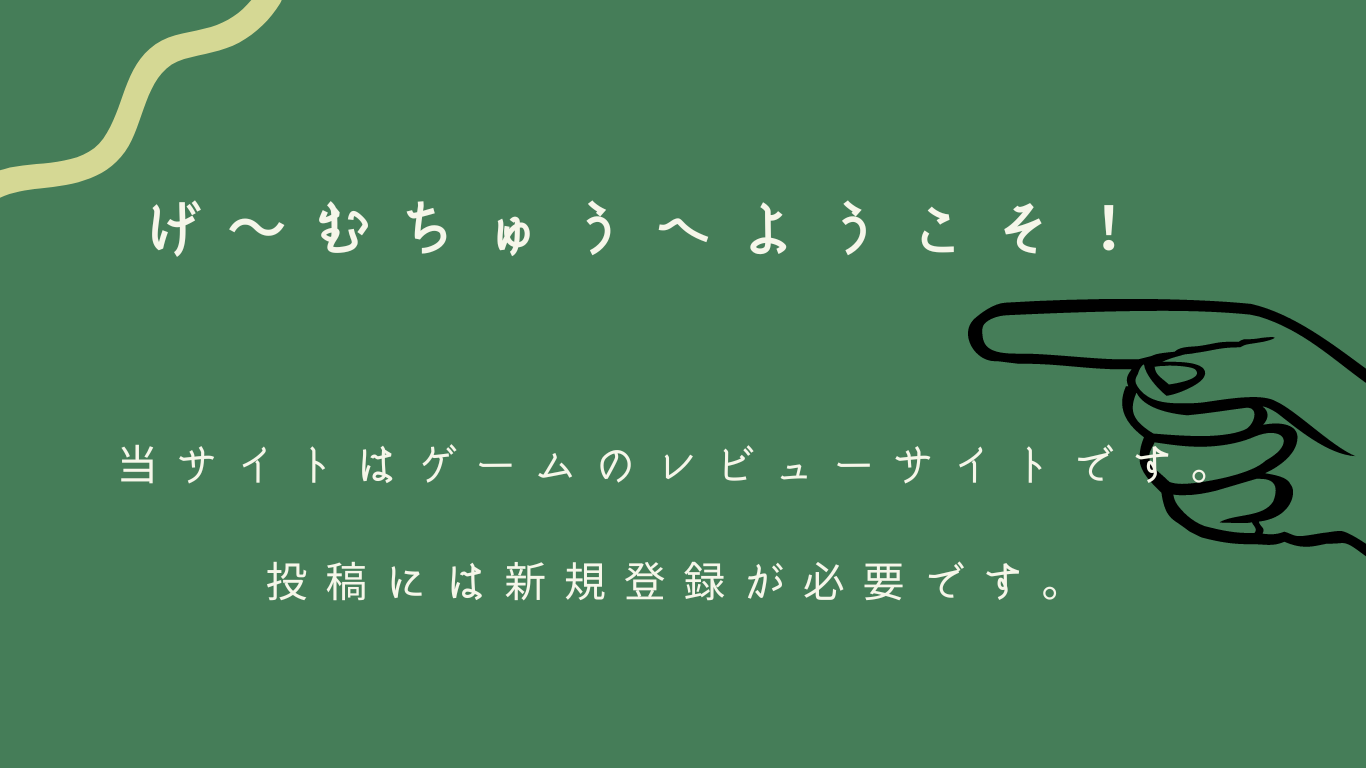 げ～むちゅうへようこそ！
当サイトはゲームのレビューサイトです。
投稿には新規登録が必要です。